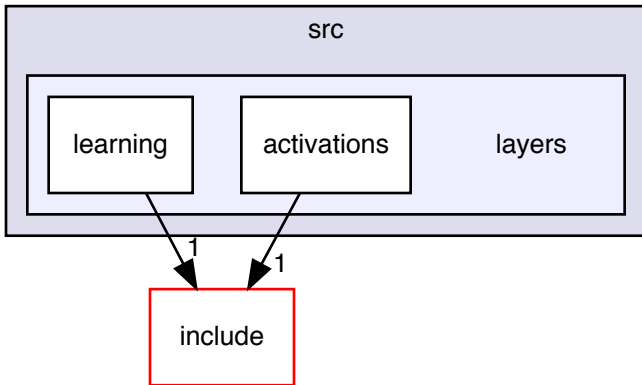 src
learning
activations
layers
1
1
include